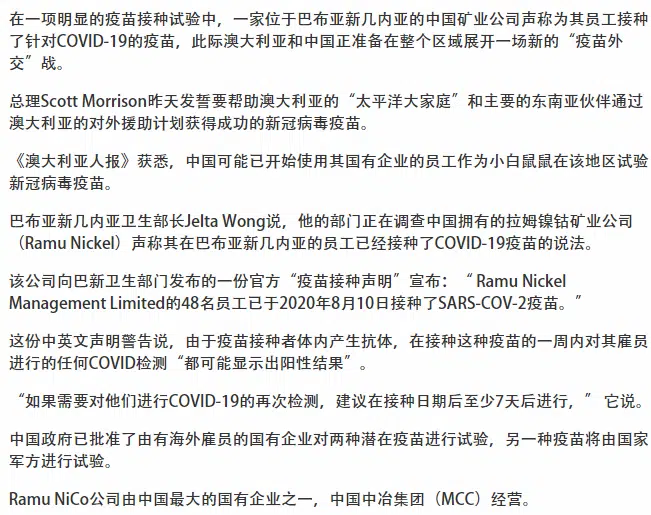 在一项明显的疫苗接种试验中，一家位于巴布亚新几内亚的中国矿业公司声称为其员工接种
了针对COVID-19的疫苗，此际澳大利亚和中国正准备在整个区域展开一场新的“疫苗外
交”战。
总理Scott Morrison昨天发誓要帮助澳大利亚的“太平洋大家庭”和主要的东南亚伙伴通过
澳大利亚的对外援助计划获得成功的新冠病毒疫苗。
《澳大利亚人报》获悉，中国可能已开始使用其国有企业的员工作为小白鼠鼠在该地区试验
新冠病毒疫苗。
巴布亚新几内亚卫生部长Jelta Wong说，他的部门正在调查中国拥有的拉姆镍钴矿业公司
（Ramu Nickel）声称其在巴布亚新几内亚的员工已经接种了COVID-19疫苗的说法。
该公司向巴新卫生部门发布的一份官方“疫苗接种声明”宣布：“ Ramu Nickel
Management Limited的48名员工已于2020年8月10日接种了SARS-COV-2疫苗。”
这份中英文声明警告说，由于疫苗接种者体内产生抗体，在接种这种疫苗的一周内对其雇员
进行的任何COVID检测“都可能显示出阳性结果”。
“如果需要对他们进行COVID-19的再次检测，建议在接种日期后至少7天后进行，” 它说。
中国政府已批准了由有海外雇员的国有企业对两种潜在疫苗进行试验，另一种疫苗将由国家
军方进行试验。
Ramu NiCo公司由中国最大的国有企业之一，中国中冶集团（MCC）经营。